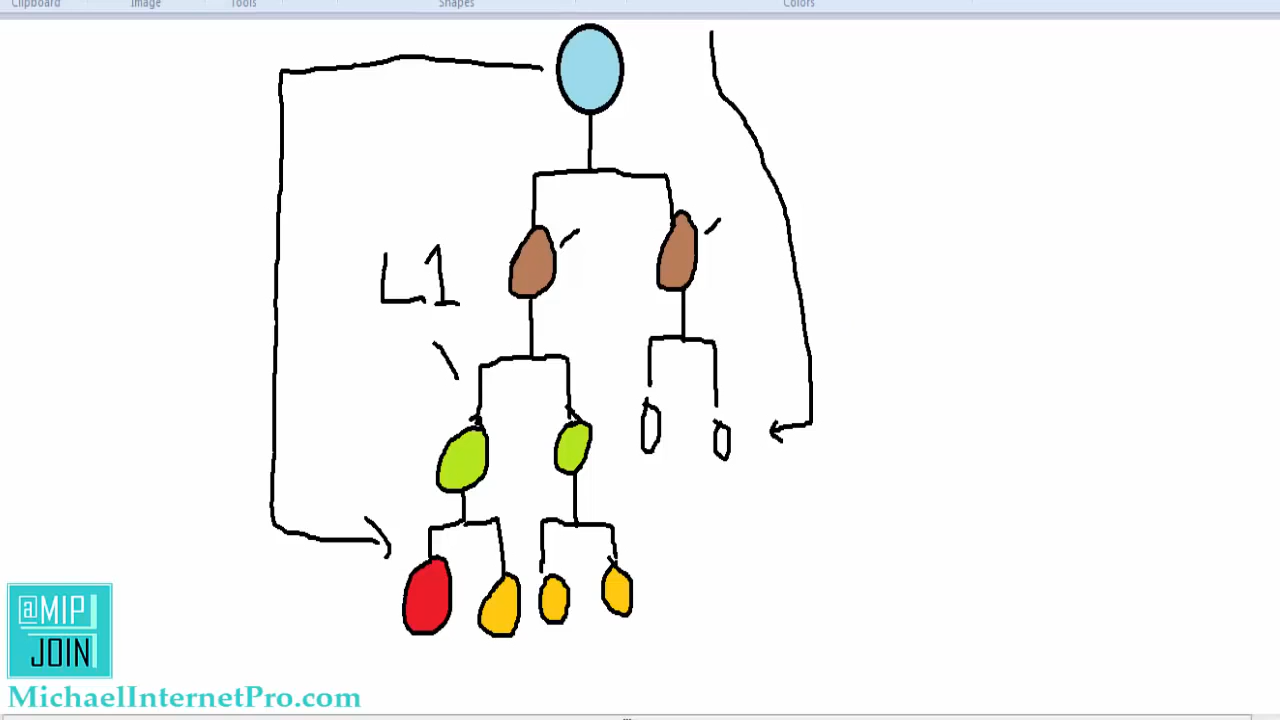 Clipboard Image Tools Shapes Colors
L1
@MIP
JOIN
MichaelInternetPro.com